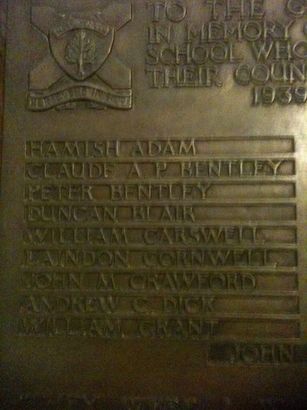 TO THE G
IN MEMORY O
SCHOOL WHO
THEIR COUN
1939
HAMISH ADAM
CLAUDE A. P. BENTLEY
PETER BENTLEY
DUNCAN BLAIR
WILLIAM CARSWELL
LAINDON CORNWELL
JOHN M. CRAWFORD
ANDREW C. DICK
WILLIAM GRANT
JOHN